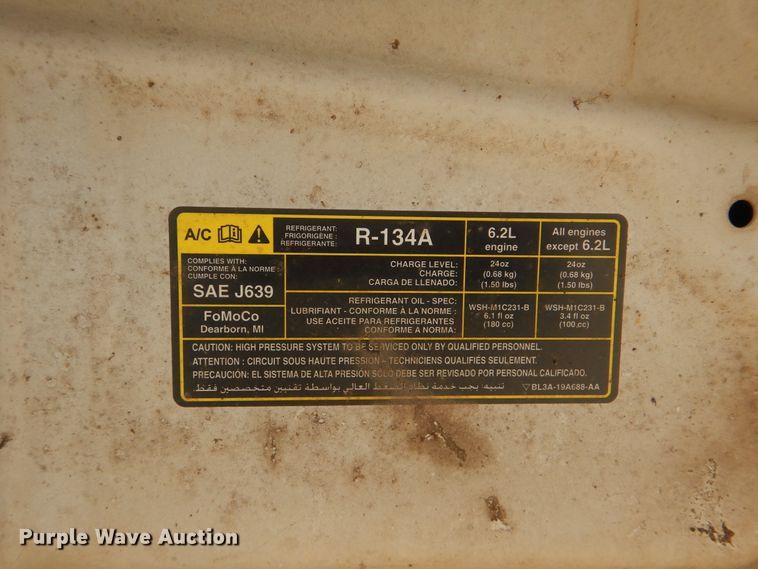 A/C
REFRIGERANT:
FRIGORIGÈNE:
REFRIGERANTE:
R-134A
6.2L
engine
All engines
except 6.2L
COMPLIES WITH:
CONFORME À LA NORME :
CUMPLE CON:
SAE J639
FoMoCo
Dearborn, MI
CHARGE LEVEL:
CHARGE:
CARGA DE LLENADO:
24oz
(0.68 kg)
(1.50 lbs)
24oz
(0.68 kg)
(1.50 lbs)
REFRIGERANT OIL - SPEC:
LUBRIFIANT - CONFORME À LA NORME :
USE ACEITE PARA REFRIGERANTES
CONFORME A NORMA:
WSH-M1C231-B
6.1 fl oz
(180 cc)
WSH-M1C231-B
3.4 fl oz
(100 cc)
CAUTION: HIGH PRESSURE SYSTEM TO BE SERVICED ONLY BY QUALIFIED PERSONNEL.
ATTENTION : CIRCUIT SOUS HAUTE PRESSION – TECHNICIENS QUALIFIÉS SEULEMENT.
PRECAUCIÓN: EL SISTEMA DE ALTA PRESIÓN SÓLO DEBE SER REVISADO POR PERSONAL CALIFICADO.
تنبيه: يجب خدمة نظام الضغط العالي بواسطة تقنيين متخصصين فقط.
▽BL3A-19A688-AA
Purple Wave Auction